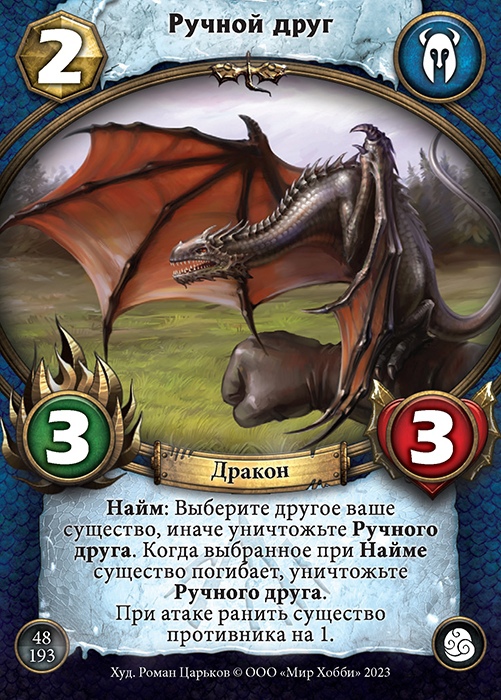 Ручной друг
2
3
3
Дракон
Найм: Выберите другое ваше
существо, иначе уничтожьте Ручного
друга. Когда выбранное при Найме
существо погибает, уничтожьте
Ручного друга.
При атаке ранить существо
противника на 1.
48
193
Худ. Роман Царьков © ООО «Мир Хобби» 2023